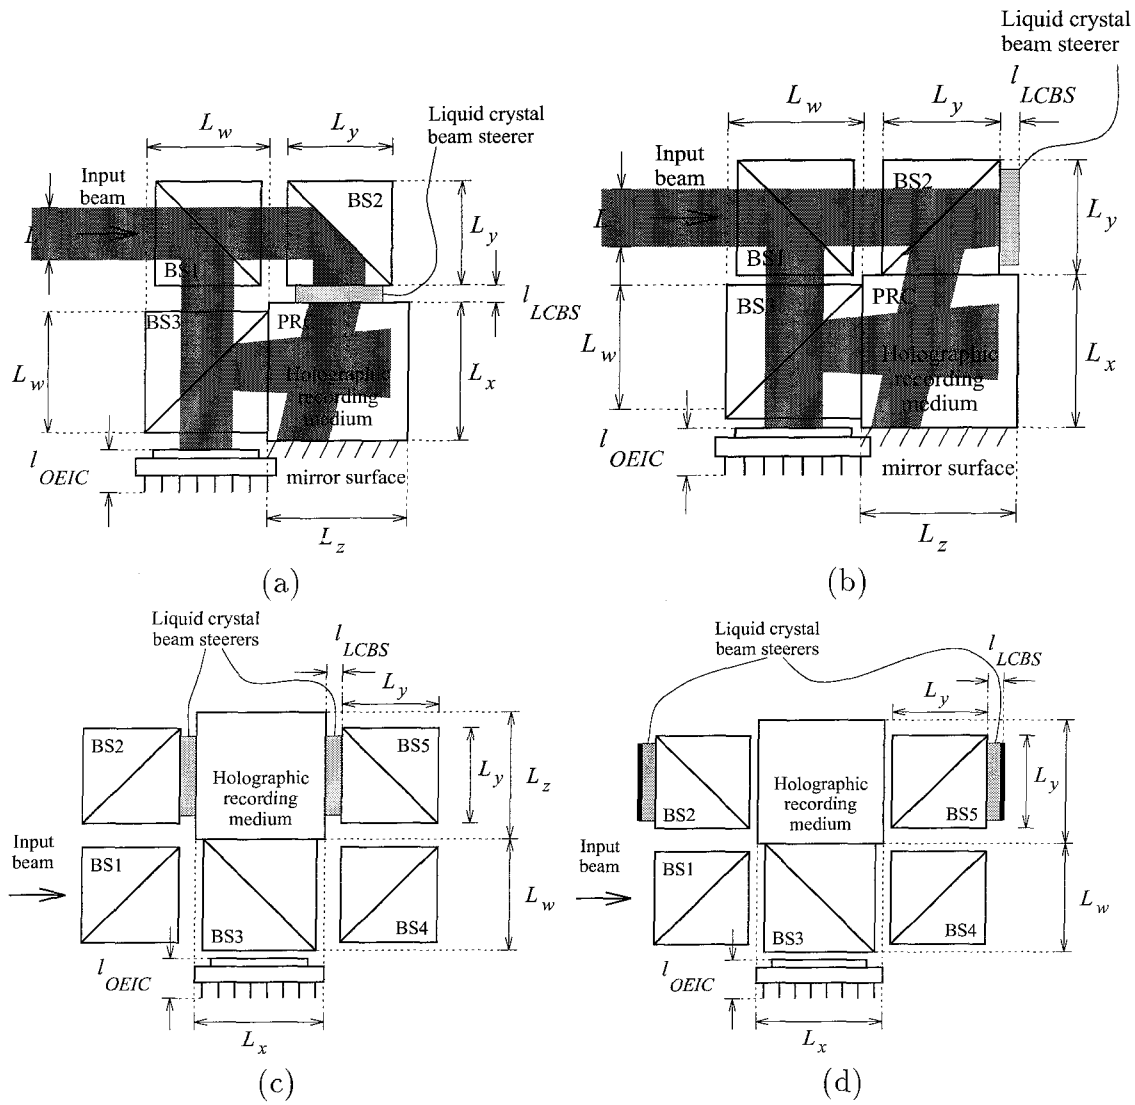 Liquid crystal
beam steerer
L_w
L_y
Input
beam
BS2
L_y
L
BS1
l_LCBS
BS3
PRC
L_w
Holographic
recording
medium
L_x
l_OEIC
mirror surface
L_z
(a)
Liquid crystal
beam steerer
l_LCBS
L_w
L_y
Input
beam
BS2
L_y
BS1
BS
PRC
L_w
Holographic
recording
medium
L_x
l_OEIC
mirror surface
L_z
(b)
Liquid crystal
beam steerers
l_LCBS
L_y
BS2
BS5
Holographic
recording
medium
L_y
L_z
Input
beam
BS1
BS4
BS3
L_w
l_OEIC
L_x
(c)
Liquid crystal
beam steerers
l_LCBS
L_y
BS2
BS5
Holographic
recording
medium
L_y
Input
beam
BS1
BS4
BS3
L_w
l_OEIC
L_x
(d)